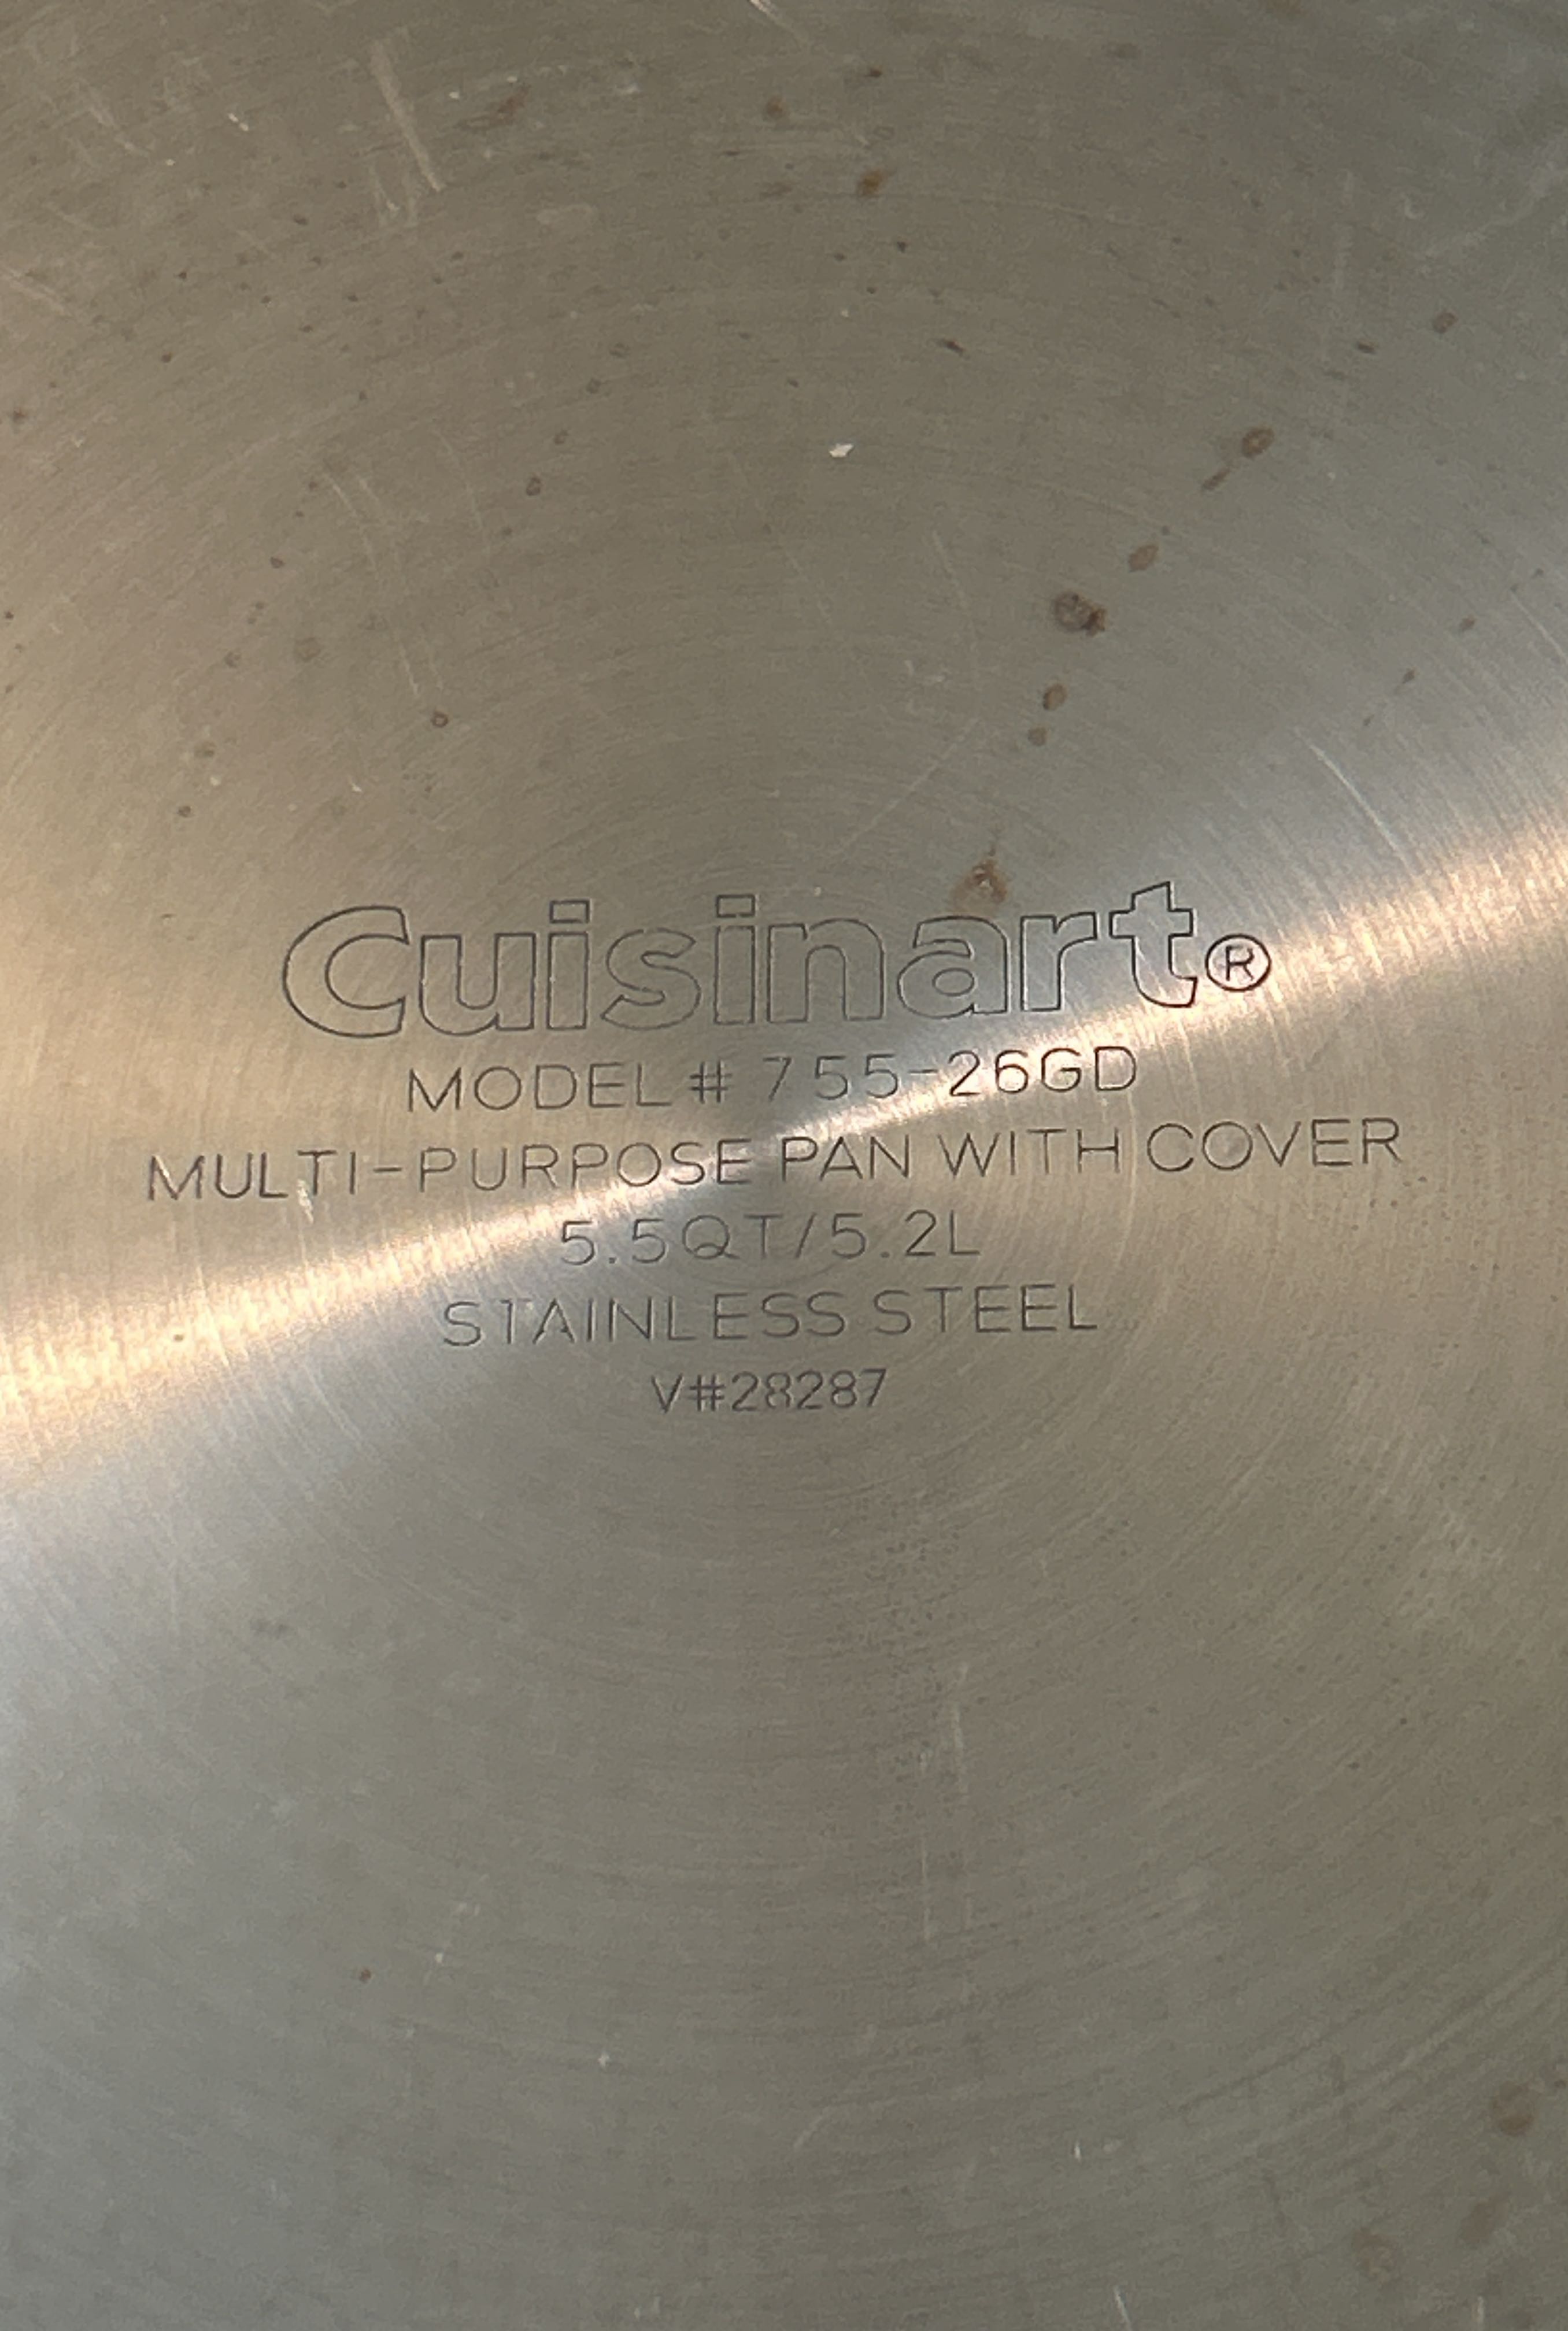 Cuisinart®
MODEL# 755-26GD
MULTI-PURPOSE PAN WITH COVER
5.5QT/5.2L
STAINLESS STEEL
V#28287